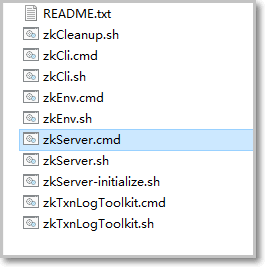 README.txt
zkCleanup.sh
zkCli.cmd
zkCli.sh
zkEnv.cmd
zkEnv.sh
zkServer.cmd
zkServer.sh
zkServer-initialize.sh
zkTxnLogToolkit.cmd
zkTxnLogToolkit.sh